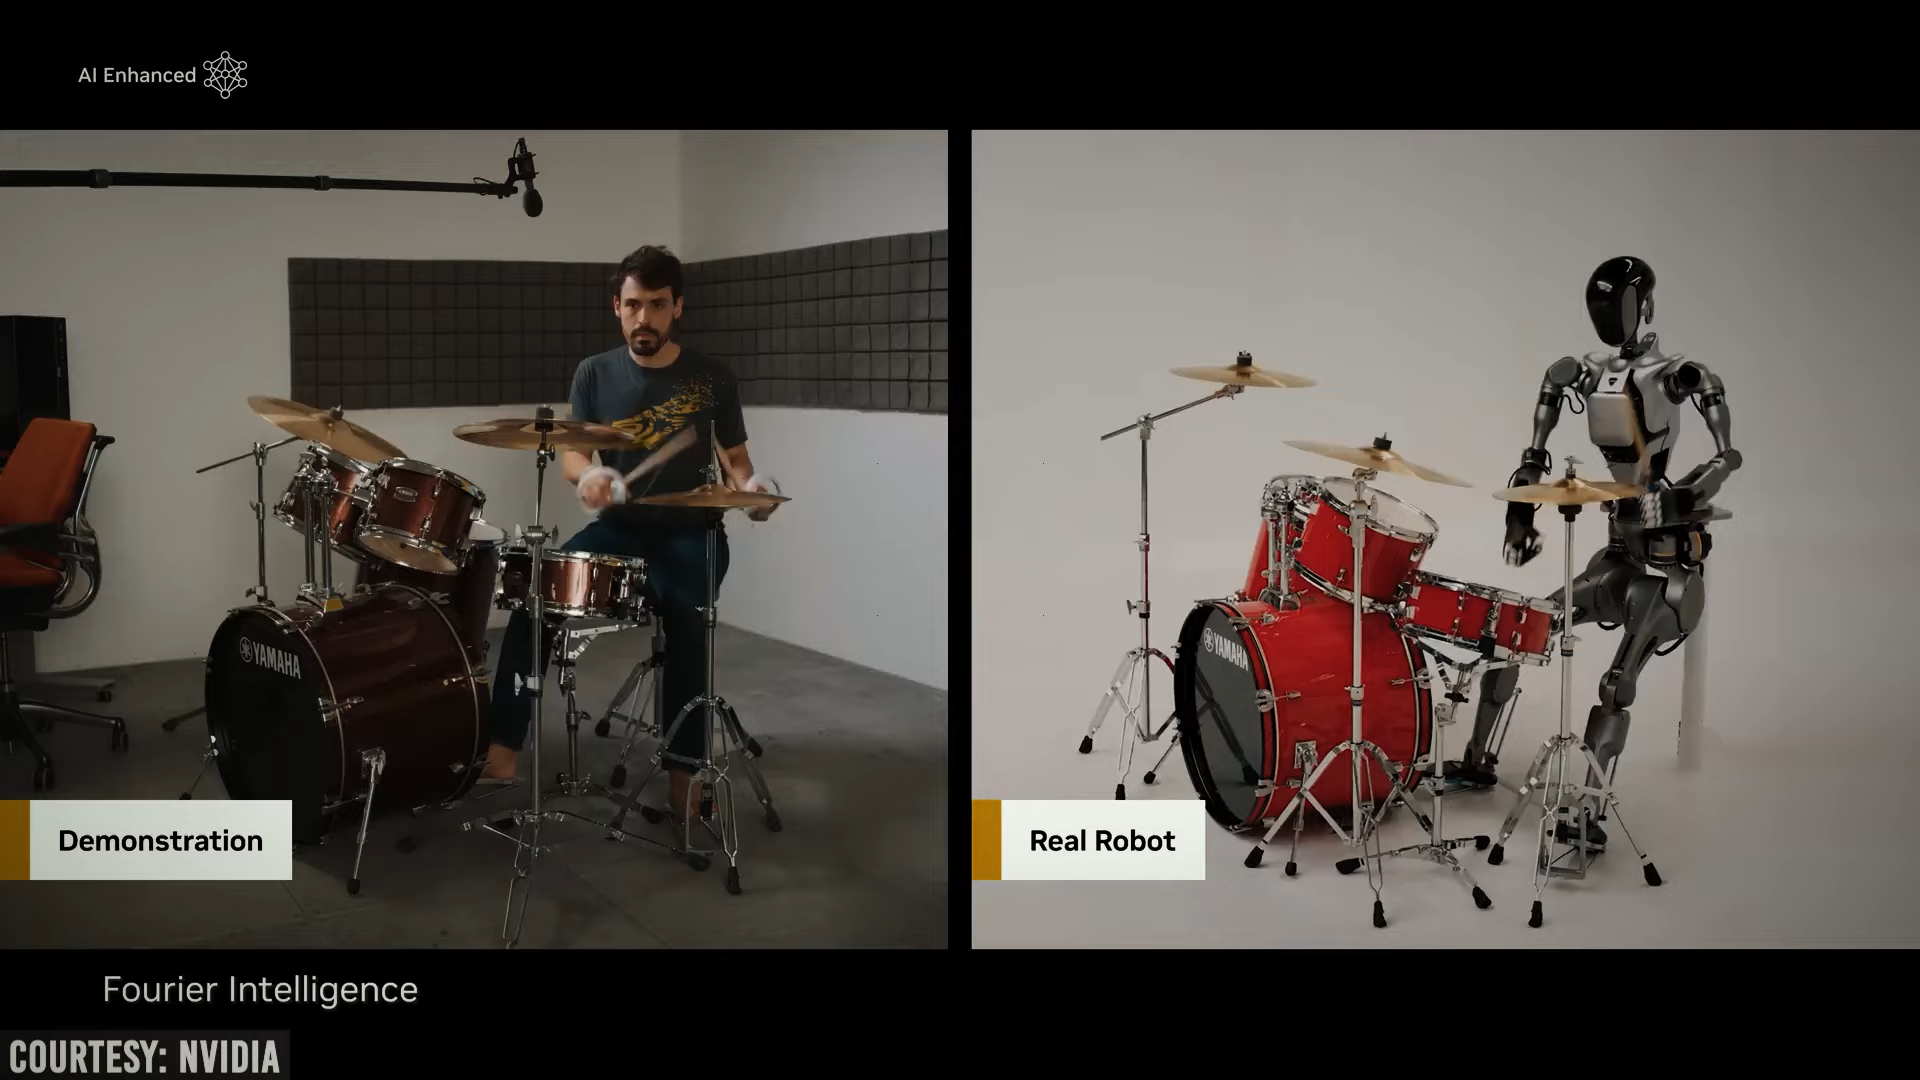 AI Enhanced
YAMAHA
YAMAHA
Demonstration
Real Robot
Fourier Intelligence
COURTESY: NVIDIA